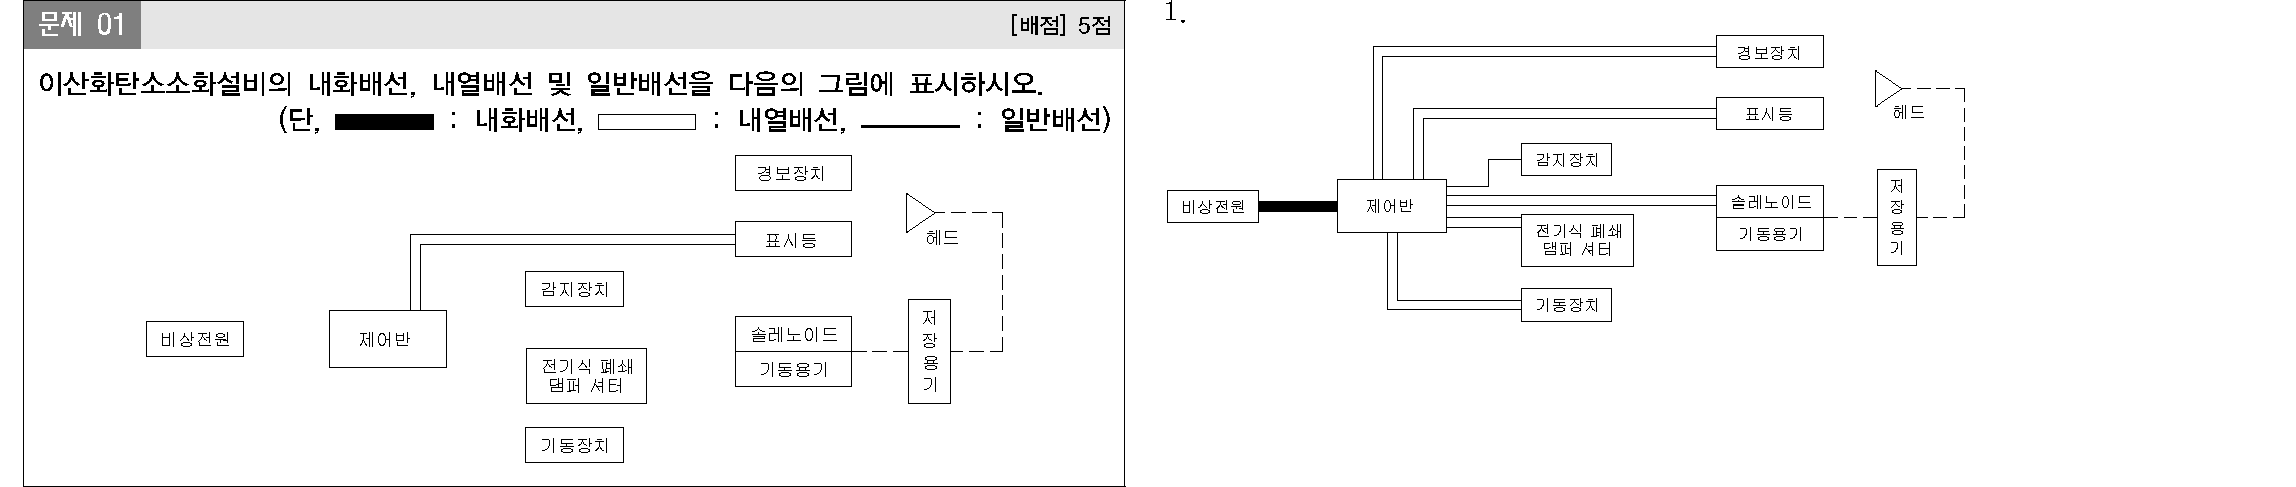 문제 01
[배점] 5점
이산화탄소소화설비의 내화배선, 내열배선 및 일반배선을 다음의 그림에 표시하시오.
(단, : 내화배선, : 내열배선, : 일반배선)
경보장치
표시등
헤드
감지장치
비상전원
제어반
솔레노이드
기동용기
저장용기
전기식 폐쇄
댐퍼 셔터
기동장치
1.
경보장치
표시등
헤드
감지장치
비상전원
제어반
솔레노이드
기동용기
저장용기
전기식 폐쇄
댐퍼 셔터
기동장치